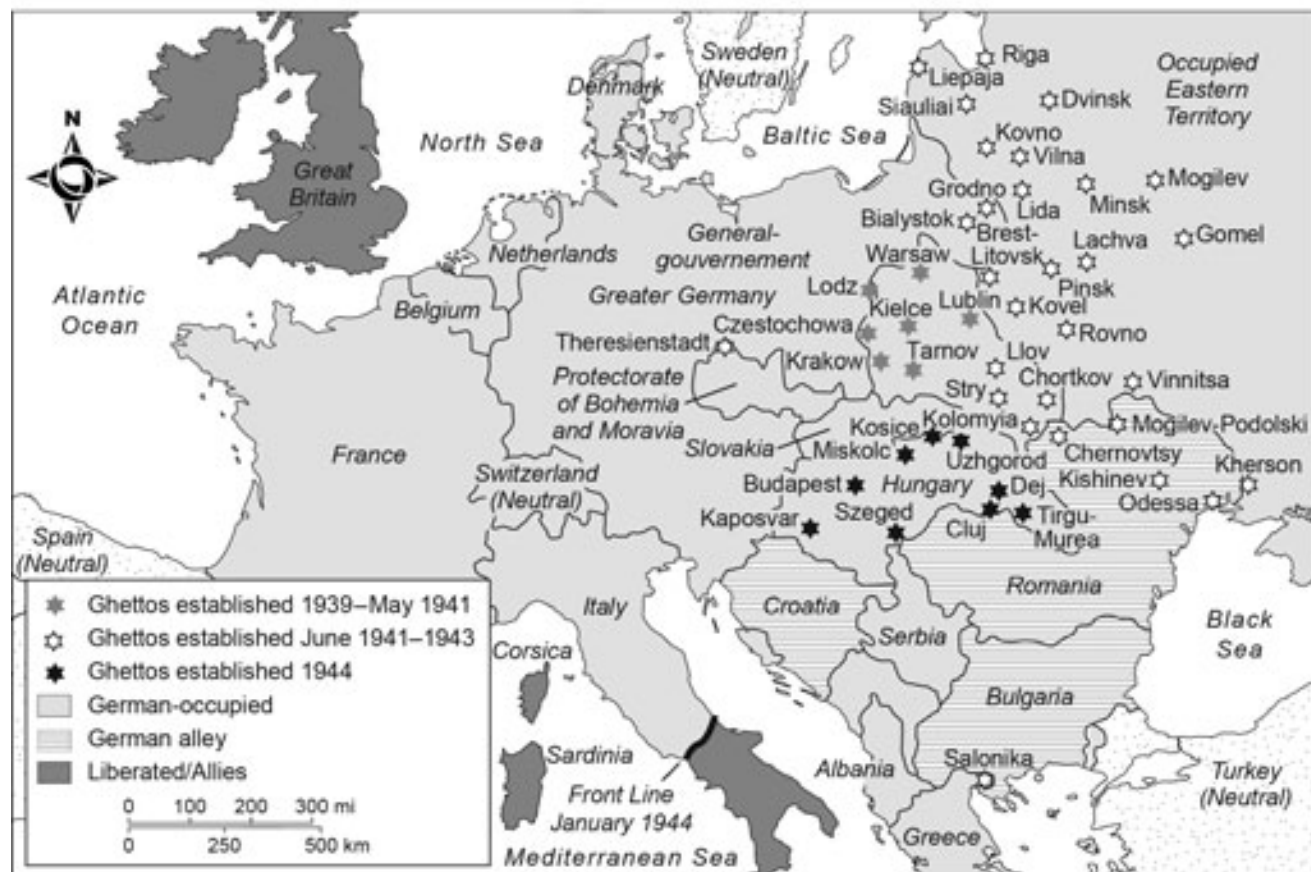 N
North Sea
Denmark
Sweden
(Neutral)
Baltic Sea
Riga
Liepaja
Siauliai
Dvinsk
Occupied
Eastern
Territory
Kovno
Vilna
Great
Britain
Grodno
Lida
Minsk
Mogilev
Bialystok
Brest-
Litovsk
Lachva
Gomel
Pinsk
Netherlands
General-
gouvernement
Warsaw
Atlantic
Ocean
Belgium
Greater Germany
Lodz
Kielce
Lublin
Kovel
Rovno
Theresienstadt
Czestochowa
Krakow
Tarnov
Llov
Protectorate
of Bohemia
and Moravia
Stry
Chortkov
Vinnitsa
France
Slovakia
Kosice
Kolomyia
Mogilev-Podolski
Miskolc
Uzhgorod
Chernovtsy
Switzerland
(Neutral)
Budapest
Hungary
Dej
Kishinev
Kherson
Odessa
Kaposvar
Szeged
Cluj
Tirgu-
Murea
Spain
(Neutral)
Italy
Croatia
Serbia
Romania
Black
Sea
Corsica
Bulgaria
Sardinia
Front Line
January 1944
Albania
Salonika
Turkey
(Neutral)
Greece
Mediterranean Sea
Ghettos established 1939–May 1941
Ghettos established June 1941–1943
Ghettos established 1944
German-occupied
German alley
Liberated/Allies
0 100 200 300 mi
0 250 500 km